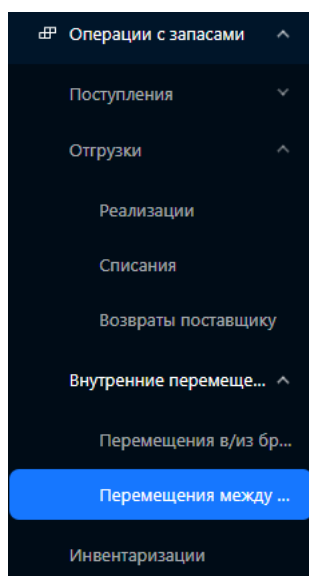 Операции с запасами
Поступления
Отгрузки
Реализации
Списания
Возвраты поставщику
Внутренние перемеще...
Перемещения в/из бр...
Перемещения между ...
Инвентаризации